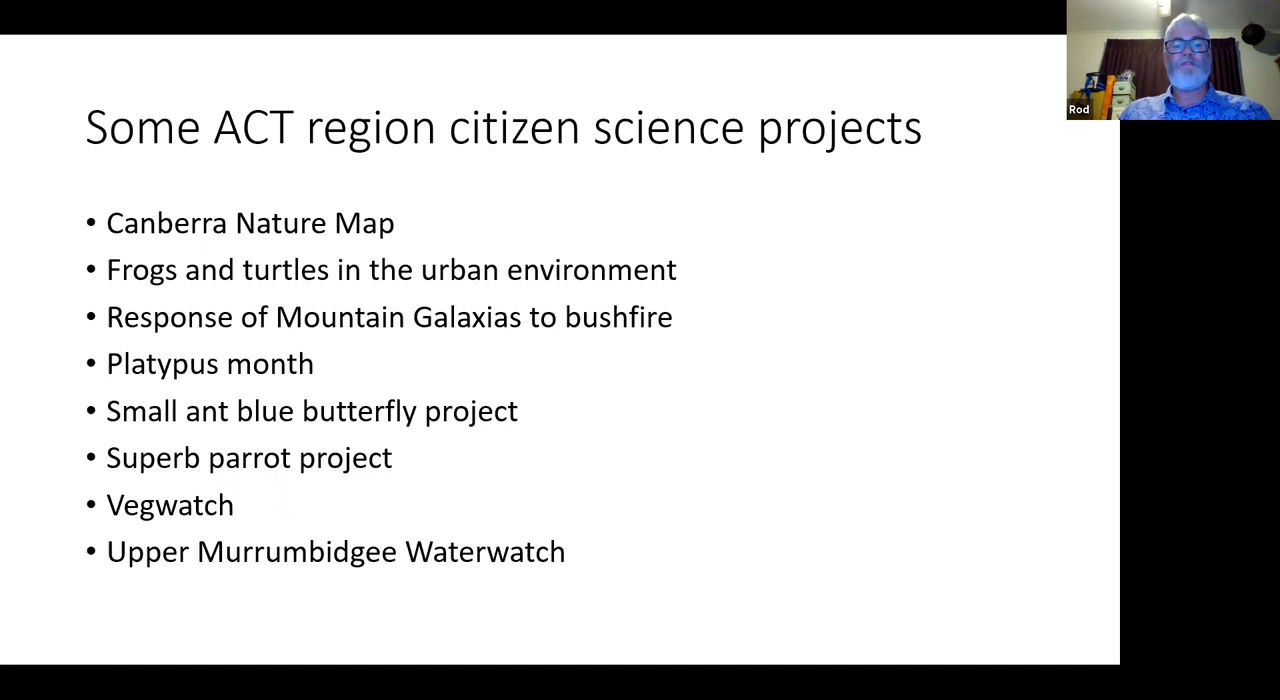 Some ACT region citizen science projects
• Canberra Nature Map
• Frogs and turtles in the urban environment
• Response of Mountain Galaxias to bushfire
• Platypus month
• Small ant blue butterfly project
• Superb parrot project
• Vegwatch
• Upper Murrumbidgee Waterwatch
Rod